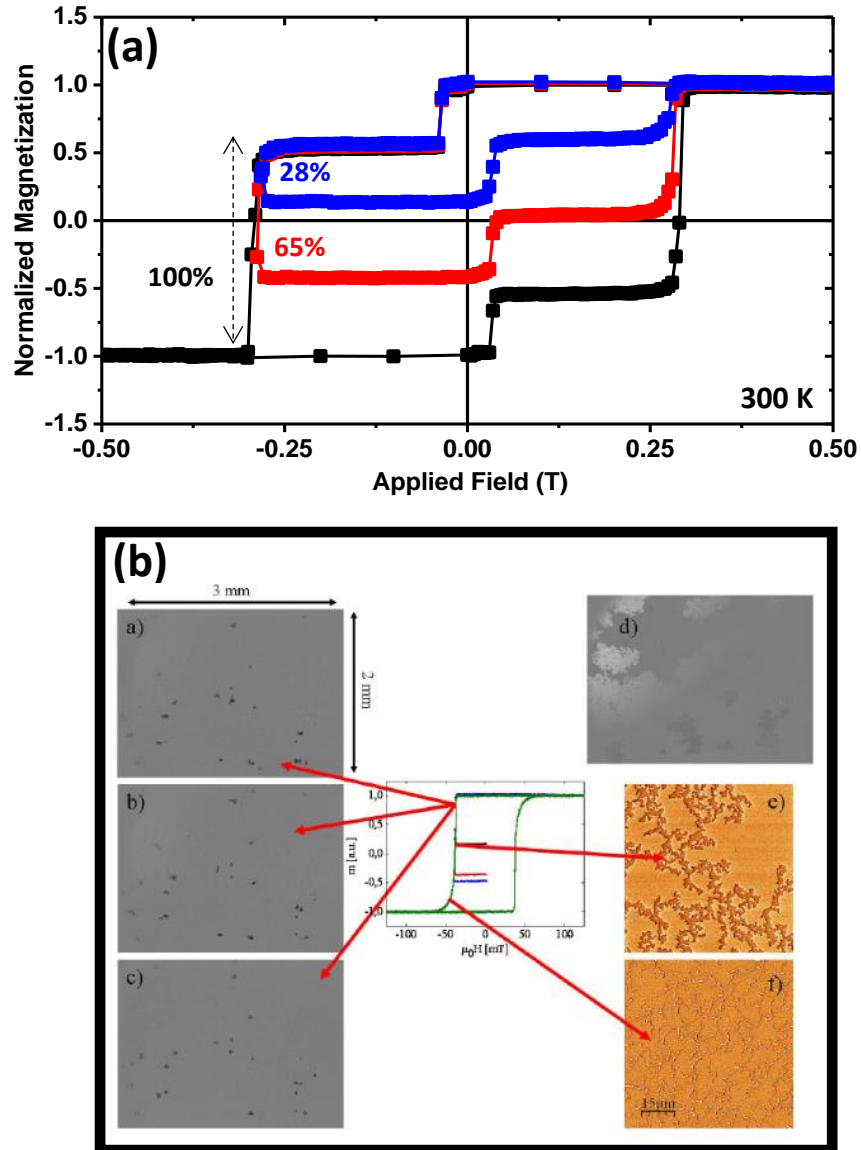 (a)
1.5
1.0
0.5
0.0
-0.5
-1.0
-1.5
Normalized Magnetization
28%
65%
100%
300 K
-0.50
-0.25
0.00
0.25
0.50
Applied Field (T)
(b)
3 mm
a)
2 mm
d)
b)
1,0
0,5
0,0
-0,5
-1,0
m [a.u.]
-100
-50
0
50
100
μ₀H [mT]
e)
c)
f)
15μm